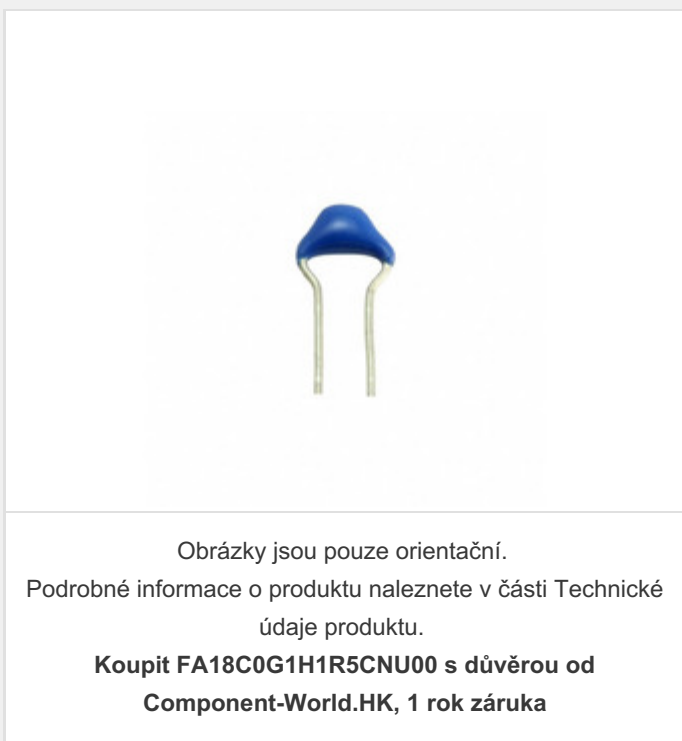 Obrázky jsou pouze orientační.
Podrobné informace o produktu naleznete v části Technické
údaje produktu.
Koupit FA18C0G1H1R5CNU00 s důvěrou od
Component-World.HK, 1 rok záruka